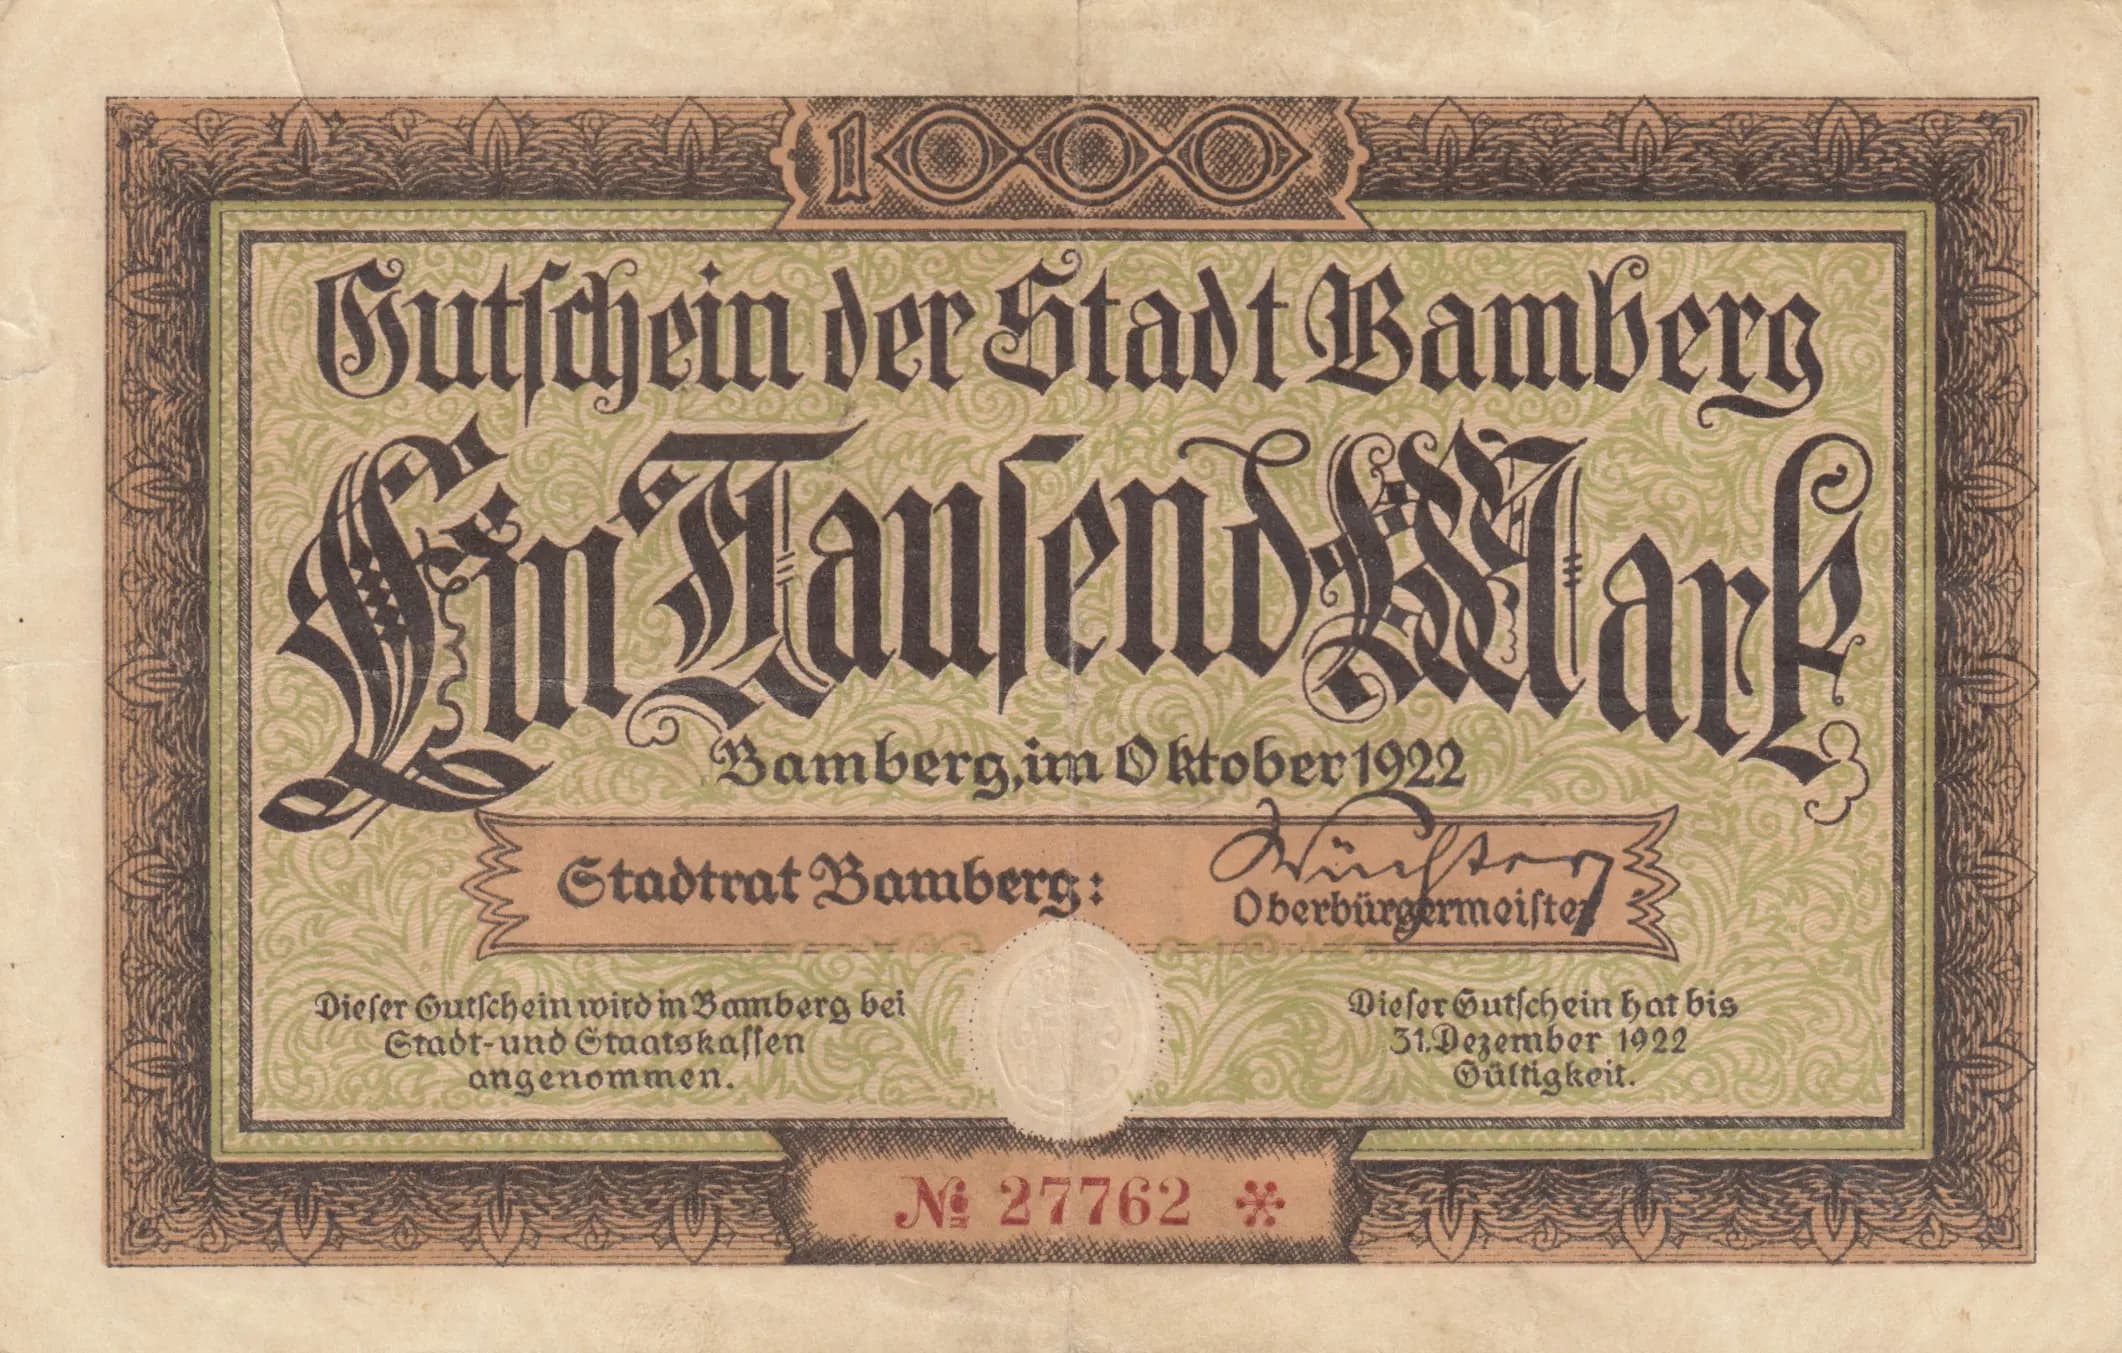 1000
Gutſchein der Stadt Bamberg
Ein Tauſend Mark
Bamberg, im Oktober 1922
Stadtrat Bamberg:
Wächter
Oberbürgermeiſter
Dieſer Gutſchein wird in Bamberg bei
Stadt- und Staatskaſſen
angenommen.
Dieſer Gutſchein hat bis
31. Dezember 1922
Gültigkeit.
№ 27762 *